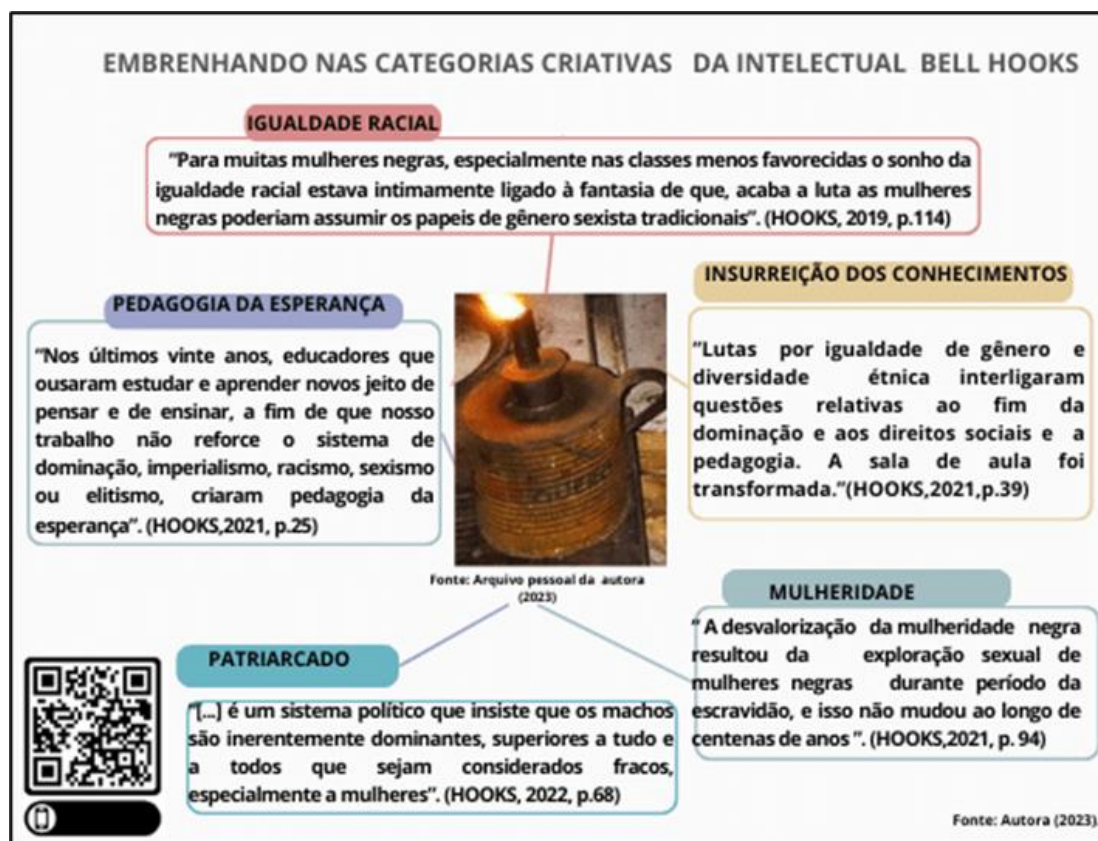 EMBRENHANDO NAS CATEGORIAS CRIATIVAS DA INTELECTUAL BELL HOOKS
IGUALDADE RACIAL
"Para muitas mulheres negras, especialmente nas classes menos favorecidas o sonho da
igualdade racial estava intimamente ligado à fantasia de que, acaba a luta as mulheres
negras poderiam assumir os papeis de gênero sexista tradicionais". (HOOKS, 2019, p.114)
PEDAGOGIA DA ESPERANÇA
"Nos últimos vinte anos, educadores que
ousaram estudar e aprender novos jeito de
pensar e de ensinar, a fim de que nosso
trabalho não reforce o sistema de
dominação, imperialismo, racismo, sexismo
ou elitismo, criaram pedagogia da
esperança". (HOOKS,2021, p.25)
INSURREIÇÃO DOS CONHECIMENTOS
"Lutas por igualdade de gênero e
diversidade étnica interligaram
questões relativas ao fim da
dominação e aos direitos sociais e a
pedagogia. A sala de aula foi
transformada."(HOOKS,2021,p.39)
Fonte: Arquivo pessoal da autora
(2023)
PATRIARCADO
"[...] é um sistema político que insiste que os machos
são inerentemente dominantes, superiores a tudo e
a todos que sejam considerados fracos,
especialmente a mulheres". (HOOKS, 2022, p.68)
MULHERIDADE
" A desvalorização da mulheridade negra
resultou da exploração sexual de
mulheres negras durante período da
escravidão, e isso não mudou ao longo de
centenas de anos ". (HOOKS,2021, p. 94)
Fonte: Autora (2023)